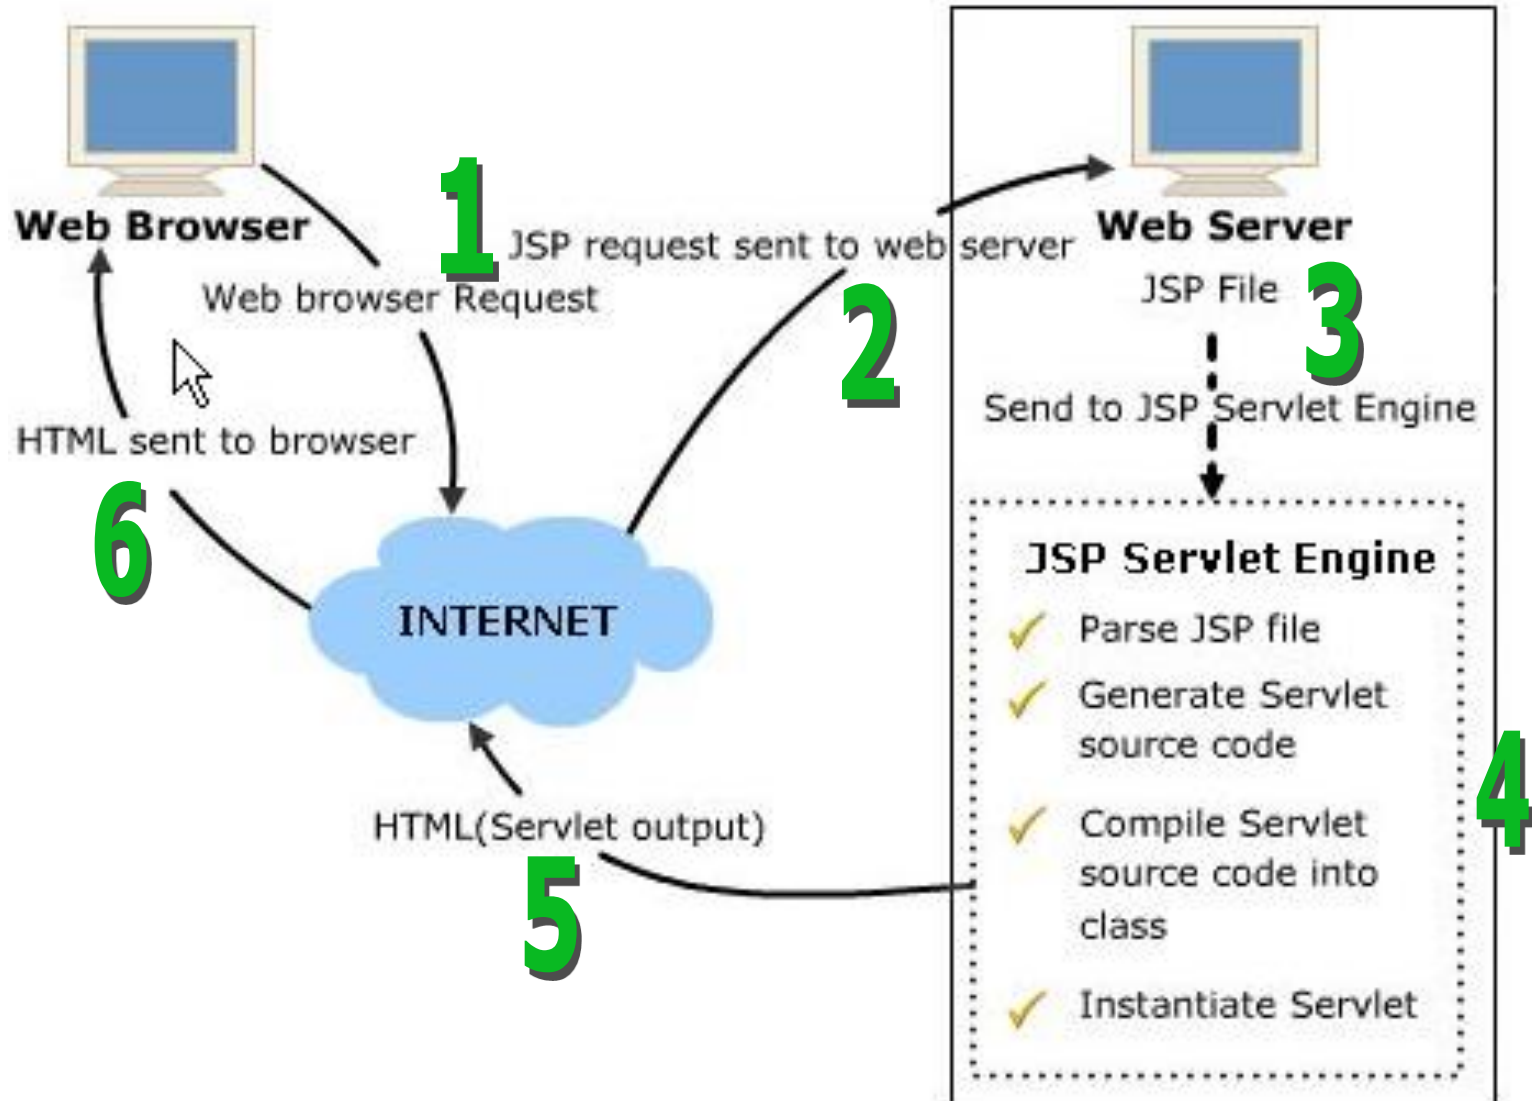 Web Browser
1
Web browser Request
JSP request sent to web server
2
Web Server
JSP File
3
Send to JSP Servlet Engine
JSP Servlet Engine
Parse JSP file
Generate Servlet
source code
Compile Servlet
source code into
class
Instantiate Servlet
4
HTML(Servlet output)
5
INTERNET
HTML sent to browser
6